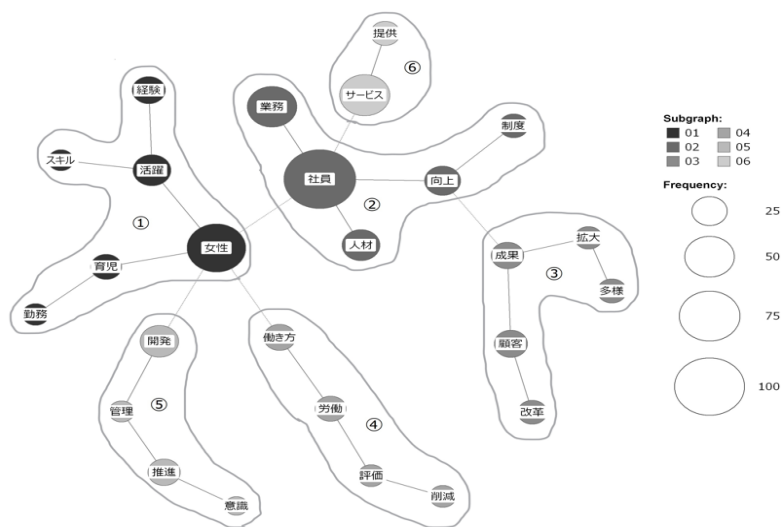 提供
⑥
サービス
経験
業務
制度
スキル
活躍
社員
向上
②
①
女性
人材
育児
成果
拡大
③
多様
勤務
開発
働き方
顧客
管理
⑤
労働
④
改革
推進
評価
意識
削減
Subgraph:
01 04
02 05
03 06
Frequency:
25
50
75
100